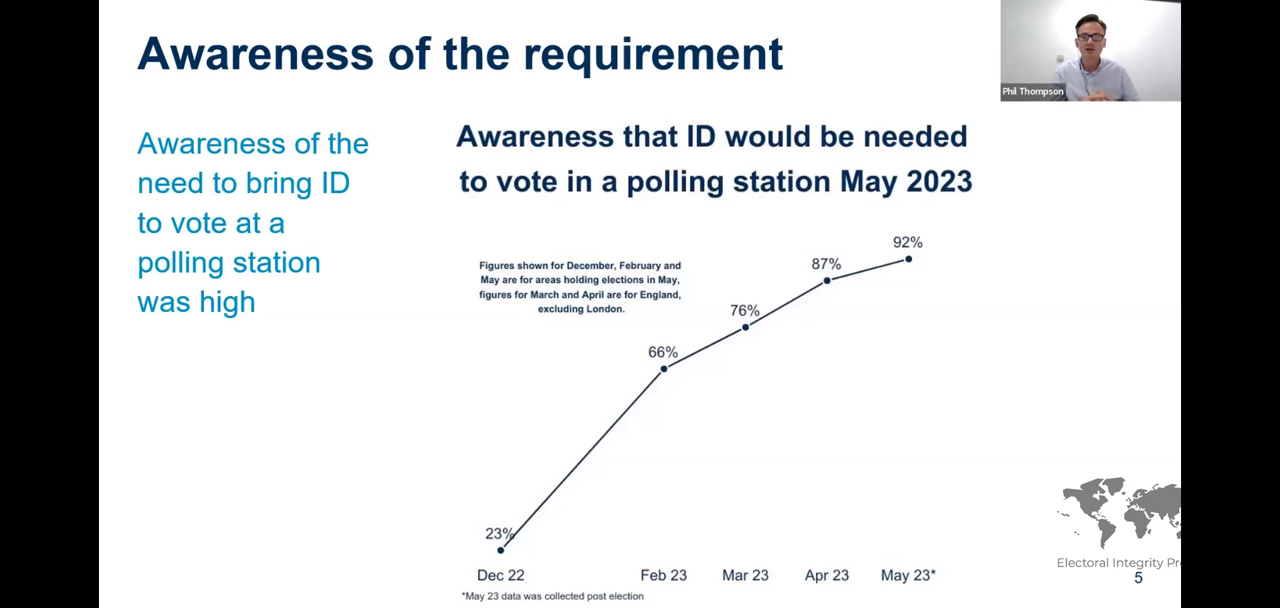 Awareness of the requirement
Phil Thompson
Awareness of the
need to bring ID
to vote at a
polling station
was high
Awareness that ID would be needed
to vote in a polling station May 2023
Figures shown for December, February and
May are for areas holding elections in May,
figures for March and April are for England,
excluding London.
92%
87%
76%
66%
23%
Dec 22 Feb 23 Mar 23 Apr 23 May 23*
*May 23 data was collected post election
Electoral Integrity Pr
5